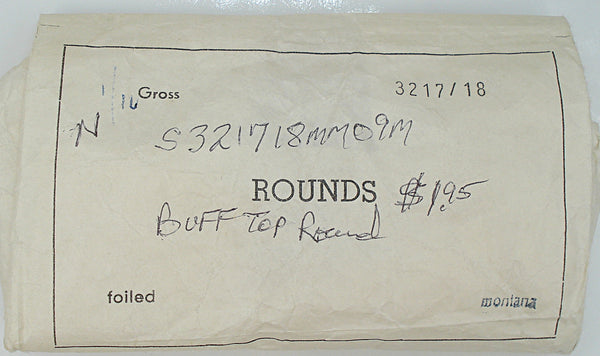 1/16 Gross 3217/18
N S321718MM09M
ROUNDS $1.95
BUFF TOP Round
foiled montana